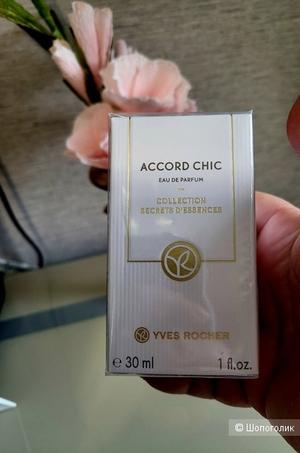 ACCORD CHIC
EAU DE PARFUM
COLLECTION
SECRETS D'ESSENCES
YVES ROCHER
e 30 ml 1 fl.oz.
© Шопоголик